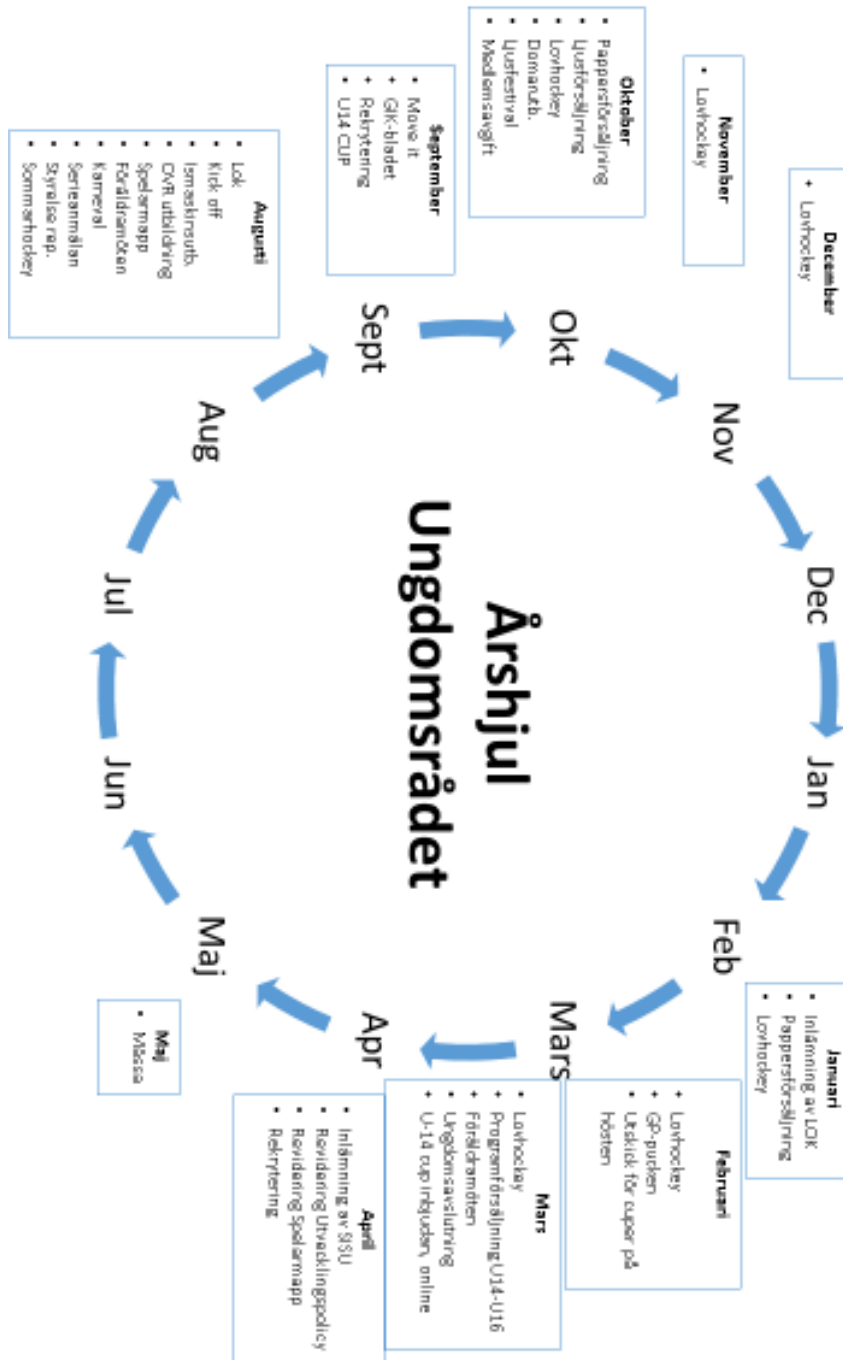 Årshjul
Ungdomsrådet
Jan
Feb
Mars
Apr
Maj
Jun
Jul
Aug
Sept
Okt
Nov
Dec
Januari
• Inlämning av LOK
• Pappersförsäljning
• Lovhockey
Februari
• Lovhockey
• GP-pucken
• Utskick för cuper på
hösten
Mars
• Lovhockey
• Programförsäljning U14-U16
• Föräldramöten
• Ungdomsavslutning
• U-14 cup inbjudan, online
April
• Inlämning av SISU
• Revidering Utvecklingspolicy
• Revidering Spelarmapp
• Rekrytering
Maj
• Mässa
Augusti
• Lok
• Kick off
• Ismaskinsutb.
• OVR utbildning
• Spelarmapp
• Föräldramöten
• Karneval
• Serieanmälan
• Styrelse rep.
• Sommarhockey
September
• Move it
• GIK-bladet
• Rekrytering
• U14 CUP
Oktober
• Pappersförsäljning
• Ljusförsäljning
• Lovhockey
• Domarutb.
• Ljusfestival
• Medlemsavgift
November
• Lovhockey
December
• Lovhockey